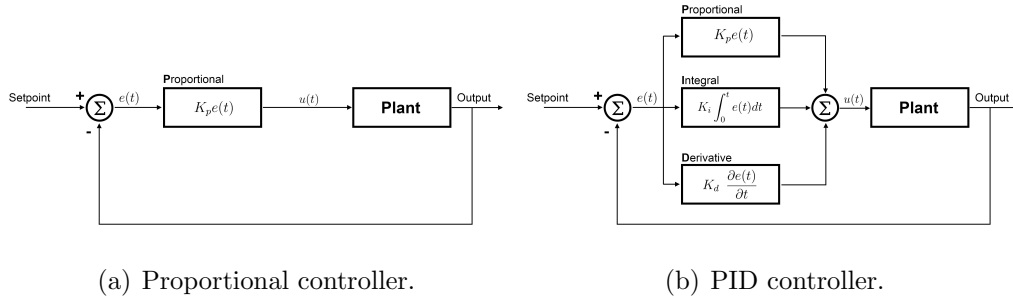 Proportional
Setpoint
+
Σ
-
e(t)
K_p e(t)
u(t)
Plant
Output
(a) Proportional controller.
Proportional
K_p e(t)
Setpoint
+
Σ
-
e(t)
Integral
K_i ∫_0^t e(t)dt
Σ
u(t)
Plant
Output
Derivative
K_d ∂e(t)/∂t
(b) PID controller.